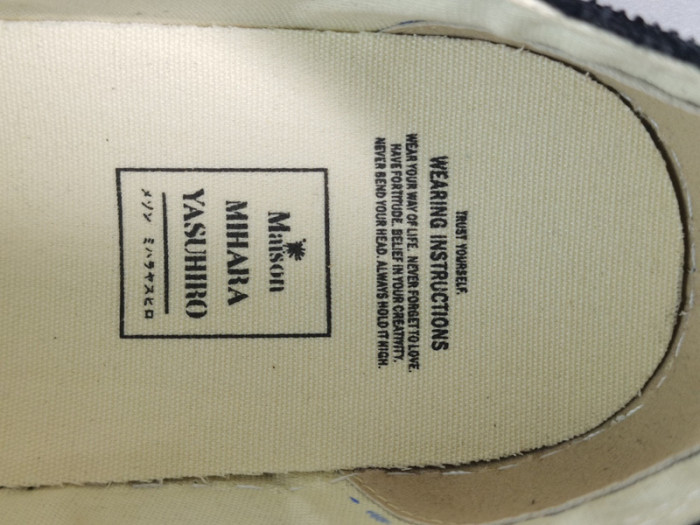 TRUST YOURSELF.
WEARING INSTRUCTIONS
WEAR YOUR WAY OF LIFE. NEVER FORGET TO LOVE.
HAVE FORTITUDE. BELIEF IN YOUR CREATIVITY.
NEVER BEND YOUR HEAD. ALWAYS HOLD IT HIGH.
Maison
MIHARA
YASUHIRO
メゾン ミハラヤスヒロ